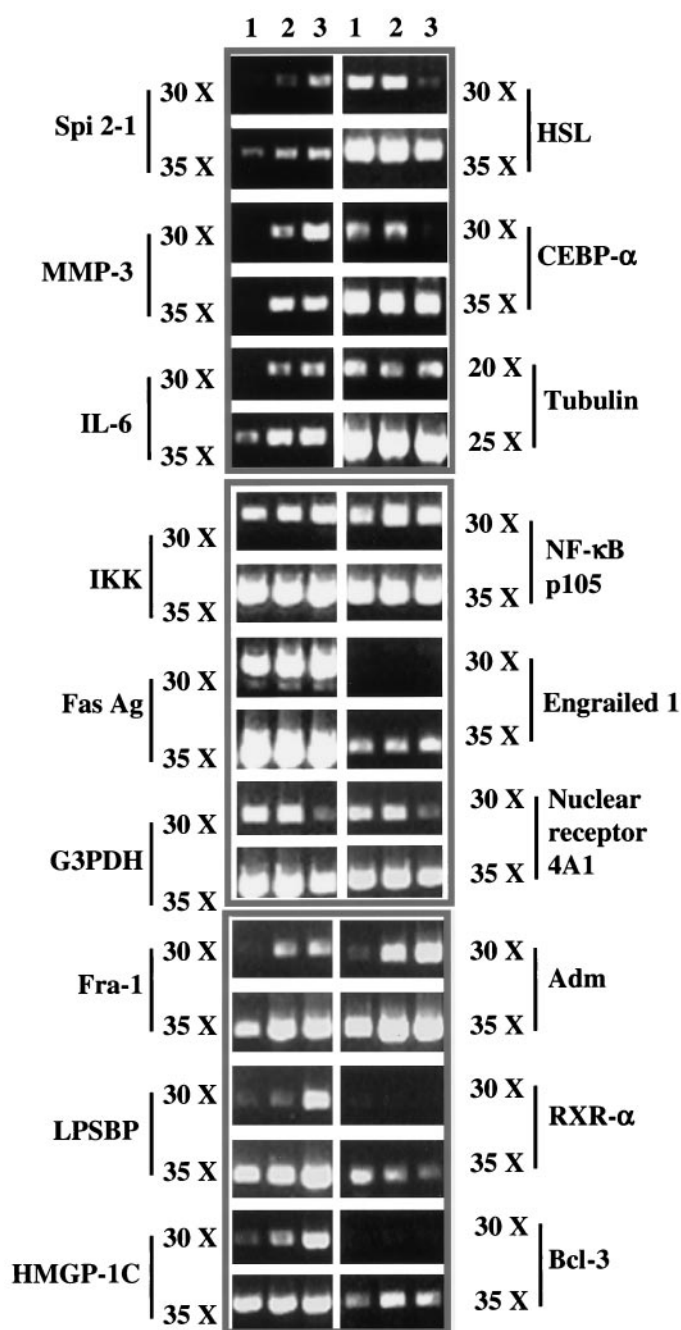 1 2 3 1 2 3
30 X 30 X
Spi 2-1 HSL
35 X 35 X
30 X 30 X
MMP-3 CEBP-α
35 X 35 X
30 X 20 X
IL-6 Tubulin
35 X 25 X
30 X 30 X
IKK NF-κB
p105
35 X 35 X
30 X 30 X
Fas Ag Engrailed 1
35 X 35 X
30 X 30 X
G3PDH Nuclear
receptor
4A1
35 X 35 X
30 X 30 X
Fra-1 Adm
35 X 35 X
30 X 30 X
LPSBP RXR-α
35 X 35 X
30 X 30 X
HMGP-1C Bcl-3
35 X 35 X